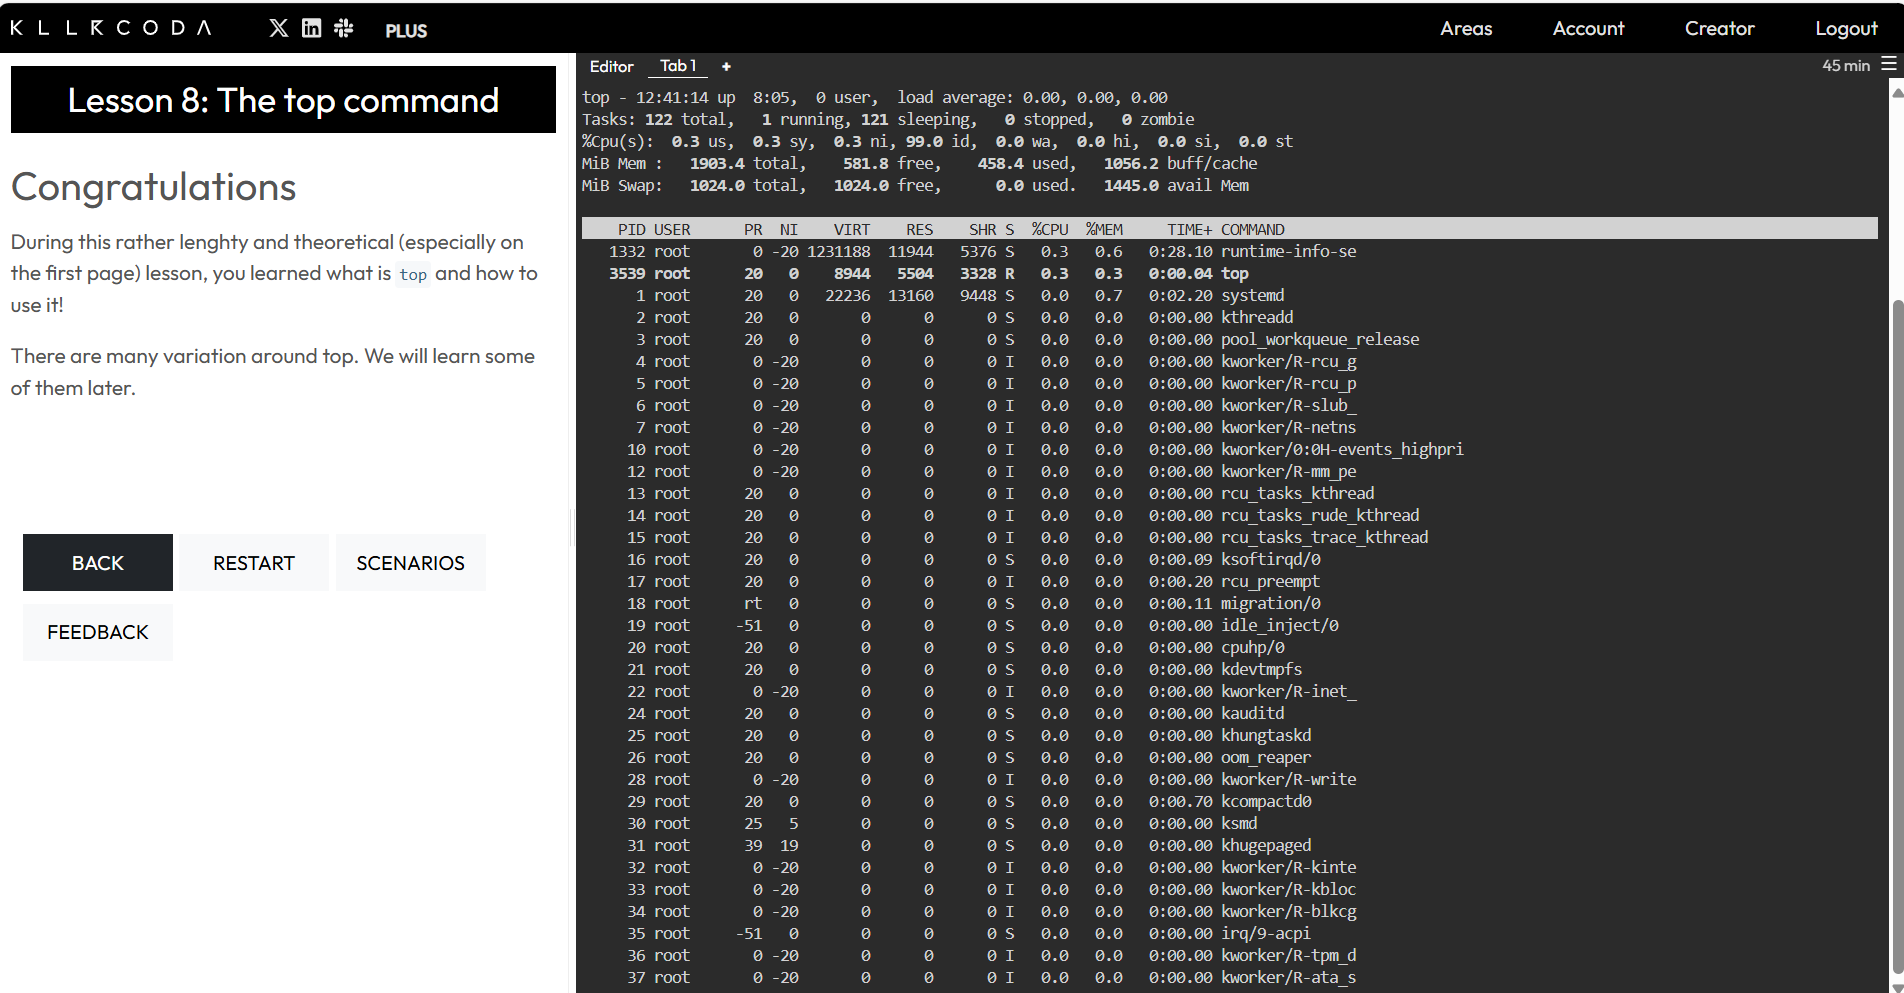 KLLRCODA PLUS Areas Account Creator Logout
Lesson 8: The top command
Congratulations
During this rather lenghty and theoretical (especially on
the first page) lesson, you learned what is top and how to
use it!
There are many variation around top. We will learn some
of them later.
BACK RESTART SCENARIOS
FEEDBACK
Editor Tab 1 + 45 min
top - 12:41:14 up  8:05,  0 user,  load average: 0.00, 0.00, 0.00
Tasks: 122 total,   1 running, 121 sleeping,   0 stopped,   0 zombie
%Cpu(s):  0.3 us,  0.3 sy,  0.3 ni, 99.0 id,  0.0 wa,  0.0 hi,  0.0 si,  0.0 st
MiB Mem :   1903.4 total,    581.8 free,    458.4 used,   1056.2 buff/cache
MiB Swap:   1024.0 total,   1024.0 free,      0.0 used.   1445.0 avail Mem
PID USER PR NI VIRT RES SHR S %CPU %MEM TIME+ COMMAND
1332 root 0 -20 1231188 11944 5376 S 0.3 0.6 0:28.10 runtime-info-se
3539 root 20 0 8944 5504 3328 R 0.3 0.3 0:00.04 top
1 root 20 0 22236 13160 9448 S 0.0 0.7 0:02.20 systemd
2 root 20 0 0 0 0 S 0.0 0.0 0:00.00 kthreadd
3 root 20 0 0 0 0 S 0.0 0.0 0:00.00 pool_workqueue_release
4 root 0 -20 0 0 0 I 0.0 0.0 0:00.00 kworker/R-rcu_g
5 root 0 -20 0 0 0 I 0.0 0.0 0:00.00 kworker/R-rcu_p
6 root 0 -20 0 0 0 I 0.0 0.0 0:00.00 kworker/R-slub_
7 root 0 -20 0 0 0 I 0.0 0.0 0:00.00 kworker/R-netns
10 root 0 -20 0 0 0 I 0.0 0.0 0:00.00 kworker/0:0H-events_highpri
12 root 0 -20 0 0 0 I 0.0 0.0 0:00.00 kworker/R-mm_pe
13 root 20 0 0 0 0 I 0.0 0.0 0:00.00 rcu_tasks_kthread
14 root 20 0 0 0 0 I 0.0 0.0 0:00.00 rcu_tasks_rude_kthread
15 root 20 0 0 0 0 I 0.0 0.0 0:00.00 rcu_tasks_trace_kthread
16 root 20 0 0 0 0 S 0.0 0.0 0:00.09 ksoftirqd/0
17 root 20 0 0 0 0 I 0.0 0.0 0:00.20 rcu_preempt
18 root rt 0 0 0 0 S 0.0 0.0 0:00.11 migration/0
19 root -51 0 0 0 0 S 0.0 0.0 0:00.00 idle_inject/0
20 root 20 0 0 0 0 S 0.0 0.0 0:00.00 cpuhp/0
21 root 20 0 0 0 0 S 0.0 0.0 0:00.00 kdevtmpfs
22 root 0 -20 0 0 0 I 0.0 0.0 0:00.00 kworker/R-inet_
24 root 20 0 0 0 0 S 0.0 0.0 0:00.00 kauditd
25 root 20 0 0 0 0 S 0.0 0.0 0:00.00 khungtaskd
26 root 20 0 0 0 0 S 0.0 0.0 0:00.00 oom_reaper
28 root 0 -20 0 0 0 I 0.0 0.0 0:00.00 kworker/R-write
29 root 20 0 0 0 0 S 0.0 0.0 0:00.70 kcompactd0
30 root 25 5 0 0 0 S 0.0 0.0 0:00.00 ksmd
31 root 39 19 0 0 0 S 0.0 0.0 0:00.00 khugepaged
32 root 0 -20 0 0 0 I 0.0 0.0 0:00.00 kworker/R-kinte
33 root 0 -20 0 0 0 I 0.0 0.0 0:00.00 kworker/R-kbloc
34 root 0 -20 0 0 0 I 0.0 0.0 0:00.00 kworker/R-blkcg
35 root -51 0 0 0 0 S 0.0 0.0 0:00.00 irq/9-acpi
36 root 0 -20 0 0 0 I 0.0 0.0 0:00.00 kworker/R-tpm_d
37 root 0 -20 0 0 0 I 0.0 0.0 0:00.00 kworker/R-ata_s